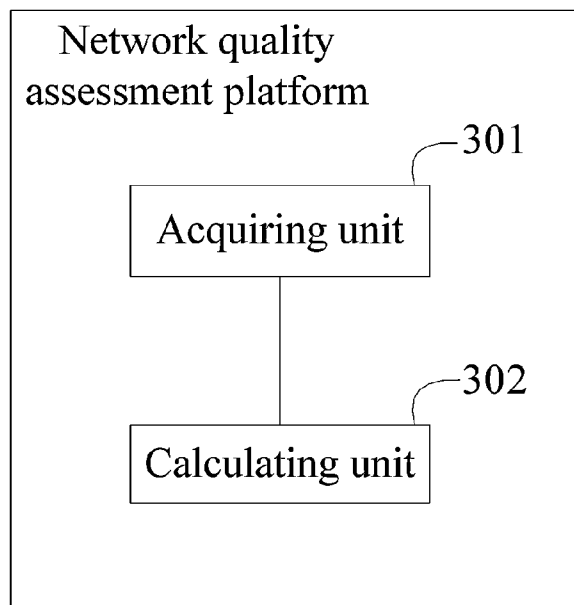 Network quality
assessment platform
301
Acquiring unit
302
Calculating unit